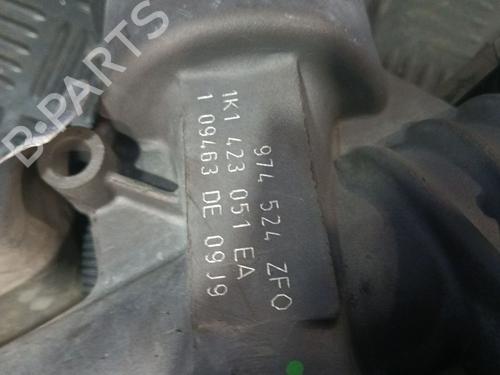 974 524 ZFO
1K1 423 051 EA
1 09463 DE 09J9
B-PARTS